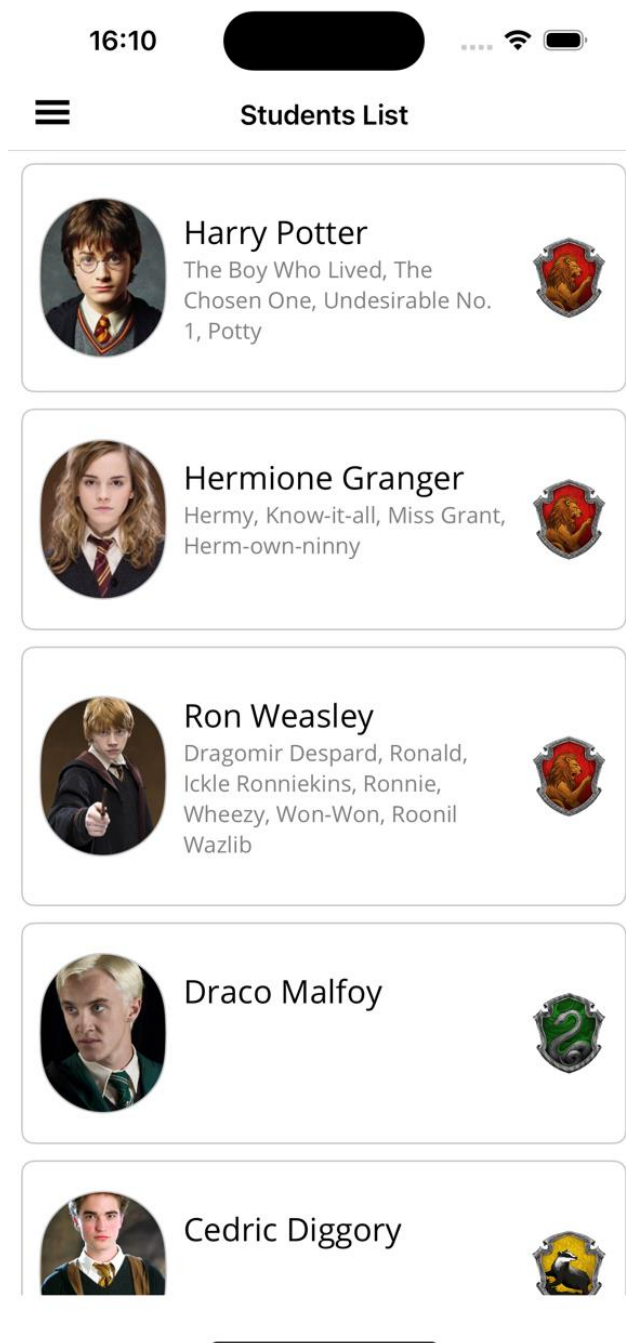 16:10
Students List
Harry Potter
The Boy Who Lived, The
Chosen One, Undesirable No.
1, Potty
Hermione Granger
Hermy, Know-it-all, Miss Grant,
Herm-own-ninny
Ron Weasley
Dragomir Despard, Ronald,
Ickle Ronniekins, Ronnie,
Wheezy, Won-Won, Roonil
Wazlib
Draco Malfoy
Cedric Diggory